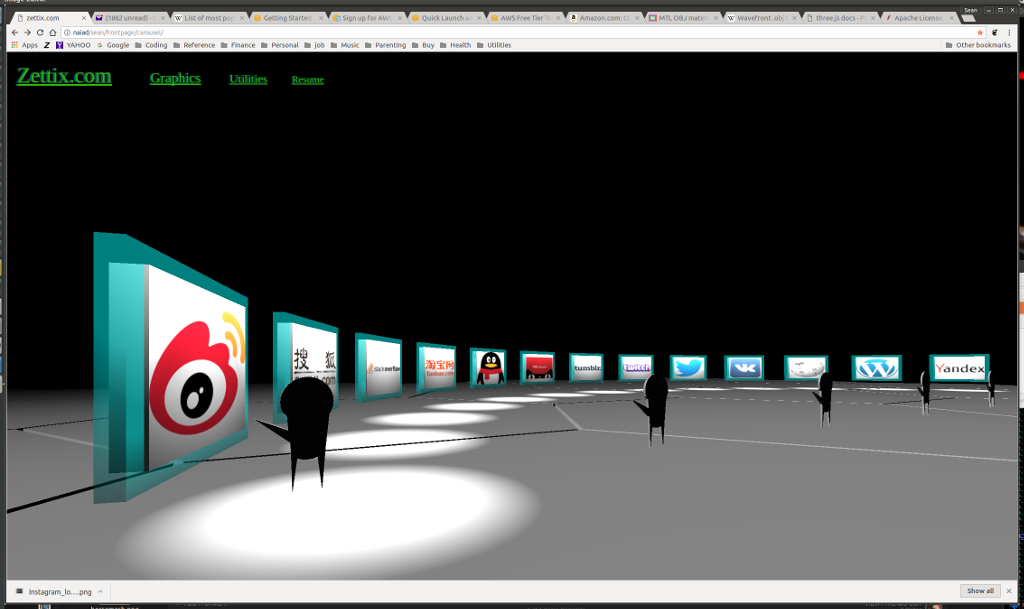 zettix.com
(1862 unread) - z
List of most pop
Getting Started
Sign up for AWS
Quick Launch a
AWS Free Tier T
Amazon.com: O
MTL OBJ mater
Wavefront .obj
three.js docs - P
Apache License,
Sean
naiad/sean/frontpage/carousel/
Apps Z Y YAHOO G Google Coding Reference Finance Personal job Music Parenting Buy Health Utilities Other bookmarks
Zettix.com Graphics Utilities Resume
搜 狐
stack overflow
淘宝网
Taobao.com
tumblr.
twitch
VK
W
Yandex
Instagram_lo....png
Show all